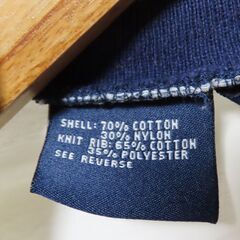 SHELL: 70% COTTON
30% NYLON
KNIT RIB: 65% COTTON
35% POLYESTER
SEE REVERSE